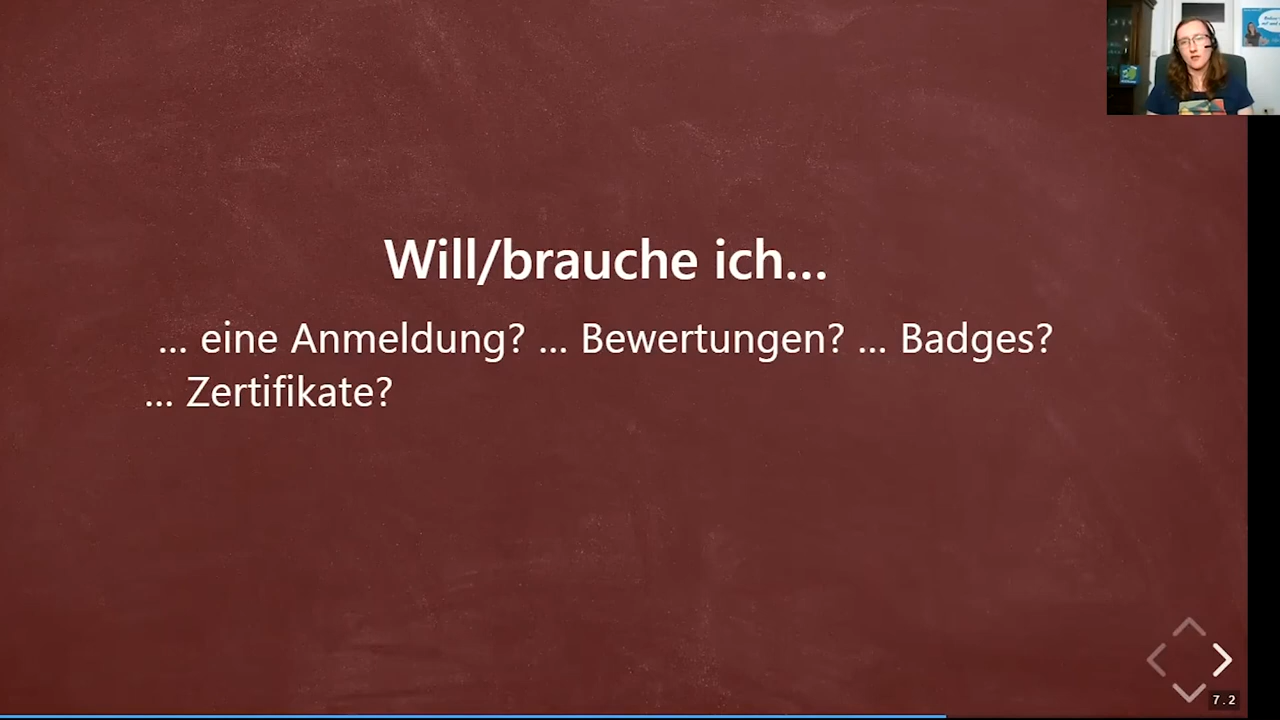 Will/brauche ich...
... eine Anmeldung? ... Bewertungen? ... Badges?
... Zertifikate?
7.2